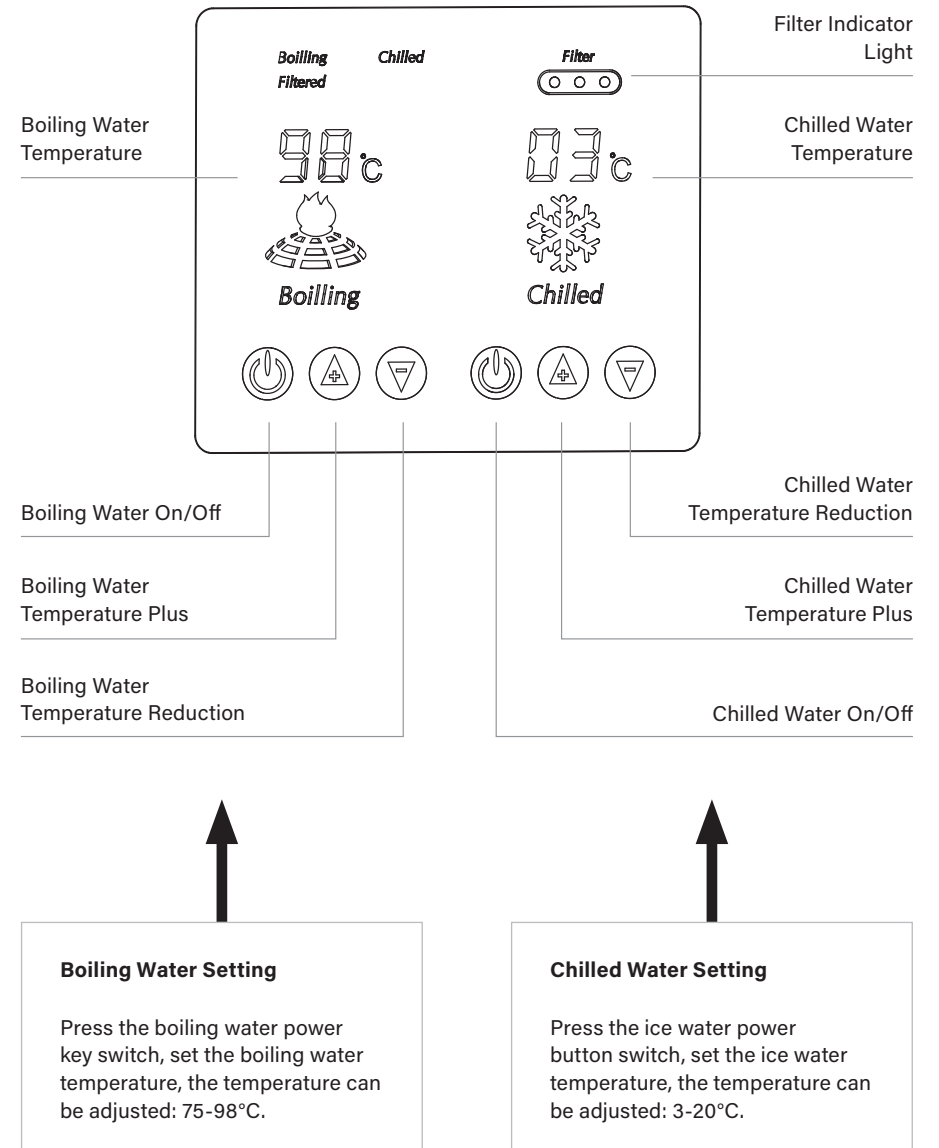 Filter Indicator
Light
Boilling
Filtered
Chilled
Filter
Boiling Water
Temperature
98°C
03°C
Chilled Water
Temperature
Boilling
Chilled
Boiling Water On/Off
Chilled Water
Temperature Reduction
Boiling Water
Temperature Plus
Chilled Water
Temperature Plus
Boiling Water
Temperature Reduction
Chilled Water On/Off
Boiling Water Setting
Press the boiling water power
key switch, set the boiling water
temperature, the temperature can
be adjusted: 75-98°C.
Chilled Water Setting
Press the ice water power
button switch, set the ice water
temperature, the temperature can
be adjusted: 3-20°C.